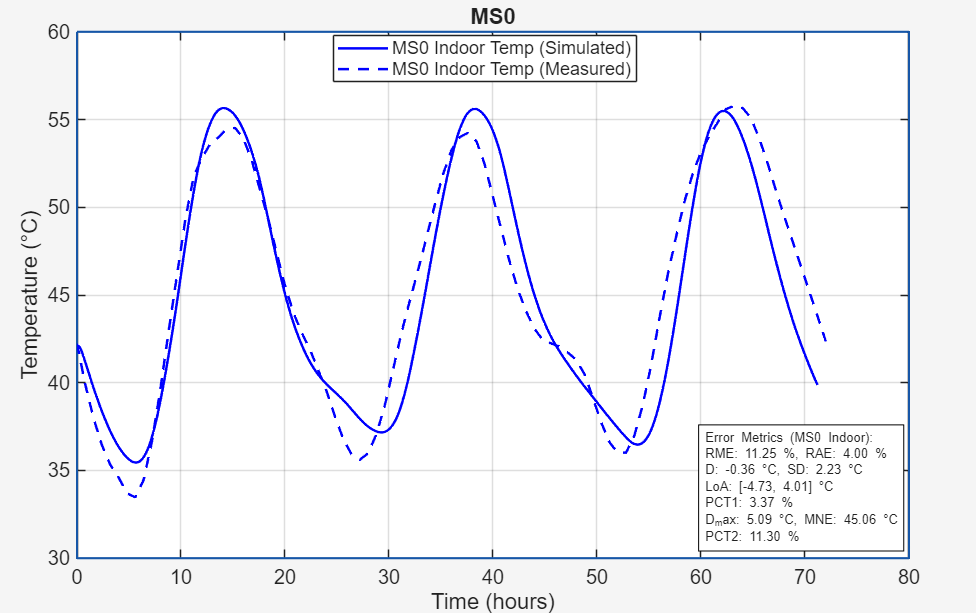 MS0
MS0 Indoor Temp (Simulated)
MS0 Indoor Temp (Measured)
Temperature (°C)
60
55
50
45
40
35
30
Error Metrics (MS0 Indoor):
RME: 11.25 %, RAE: 4.00 %
D: -0.36 °C, SD: 2.23 °C
LoA: [-4.73, 4.01] °C
PCT1: 3.37 %
Dₘax: 5.09 °C, MNE: 45.06 °C
PCT2: 11.30 %
0 10 20 30 40 50 60 70 80
Time (hours)